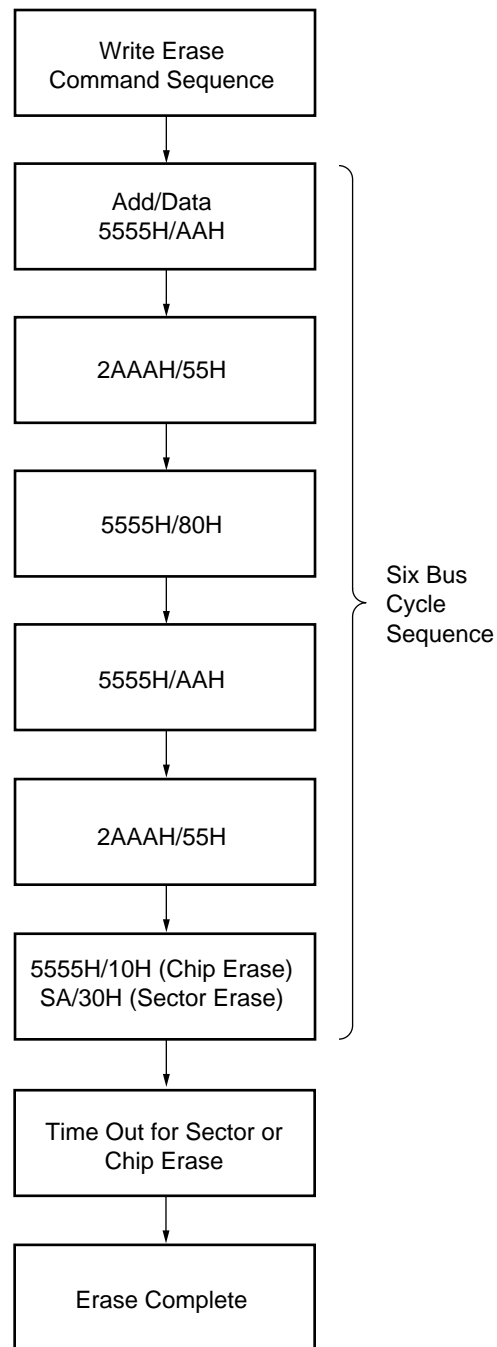 Write Erase
Command Sequence
Add/Data
5555H/AAH
2AAAH/55H
5555H/80H
5555H/AAH
2AAAH/55H
5555H/10H (Chip Erase)
SA/30H (Sector Erase)
Six Bus
Cycle
Sequence
Time Out for Sector or
Chip Erase
Erase Complete